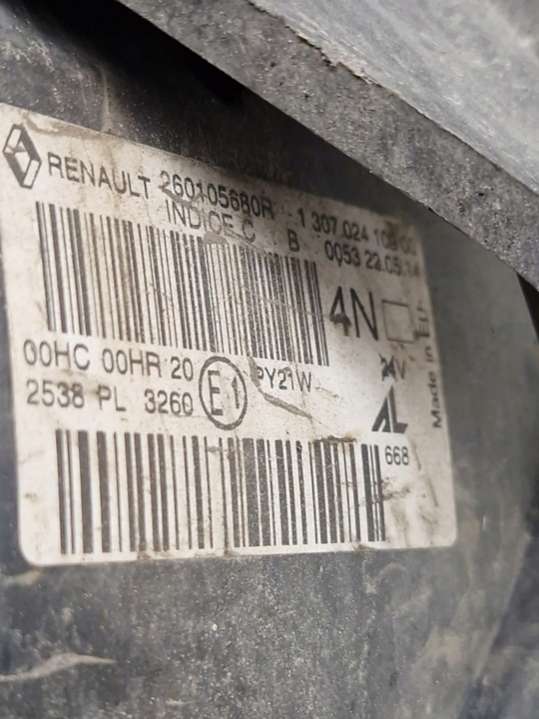 RENAULT 260105680R 1 307 024 108 00
INDICE C B 0053 22.05.14
4N
24V
AL
Made in EU
00HC 00HR 20 E1 PY21W
2538 PL 3260
668